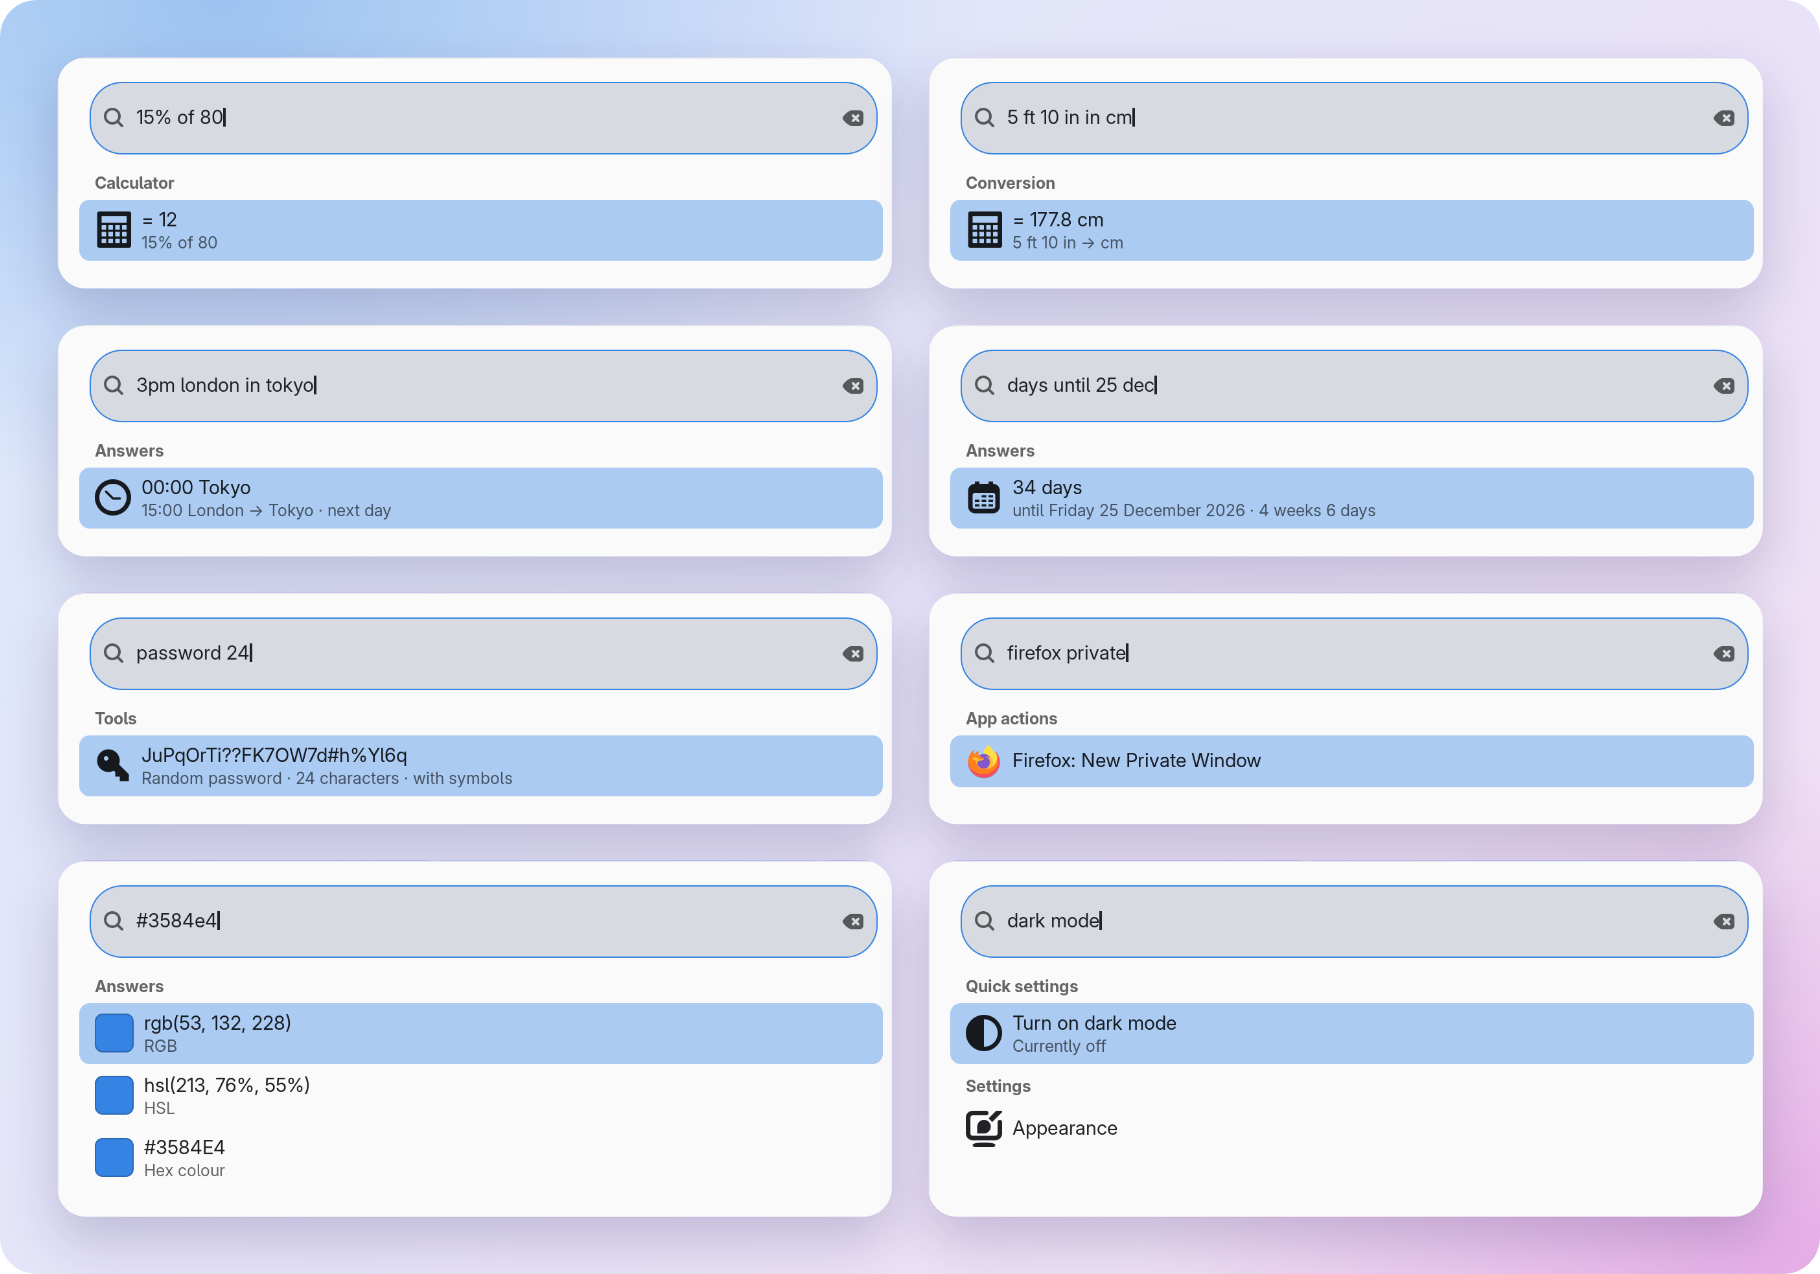 15% of 80
Calculator
= 12
15% of 80
5 ft 10 in in cm
Conversion
= 177.8 cm
5 ft 10 in → cm
3pm london in tokyo
Answers
00:00 Tokyo
15:00 London → Tokyo · next day
days until 25 dec
Answers
34 days
until Friday 25 December 2026 · 4 weeks 6 days
password 24
Tools
JuPqOrTi??FK7OW7d#h%Yl6q
Random password · 24 characters · with symbols
firefox private
App actions
Firefox: New Private Window
#3584e4
Answers
rgb(53, 132, 228)
RGB
hsl(213, 76%, 55%)
HSL
#3584E4
Hex colour
dark mode
Quick settings
Turn on dark mode
Currently off
Settings
Appearance